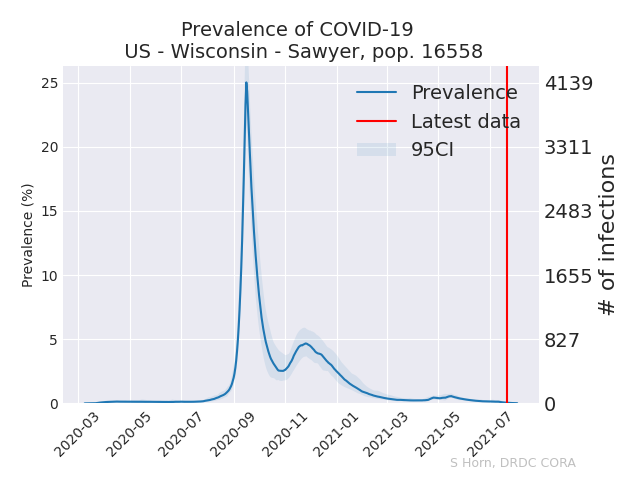 Prevalence of COVID-19
US - Wisconsin - Sawyer, pop. 16558
Prevalence (%)
25
20
15
10
5
0
4139
3311
2483
1655
827
0
# of infections
Prevalence
Latest data
95CI
2020-03
2020-05
2020-07
2020-09
2020-11
2021-01
2021-03
2021-05
2021-07
S Horn, DRDC CORA